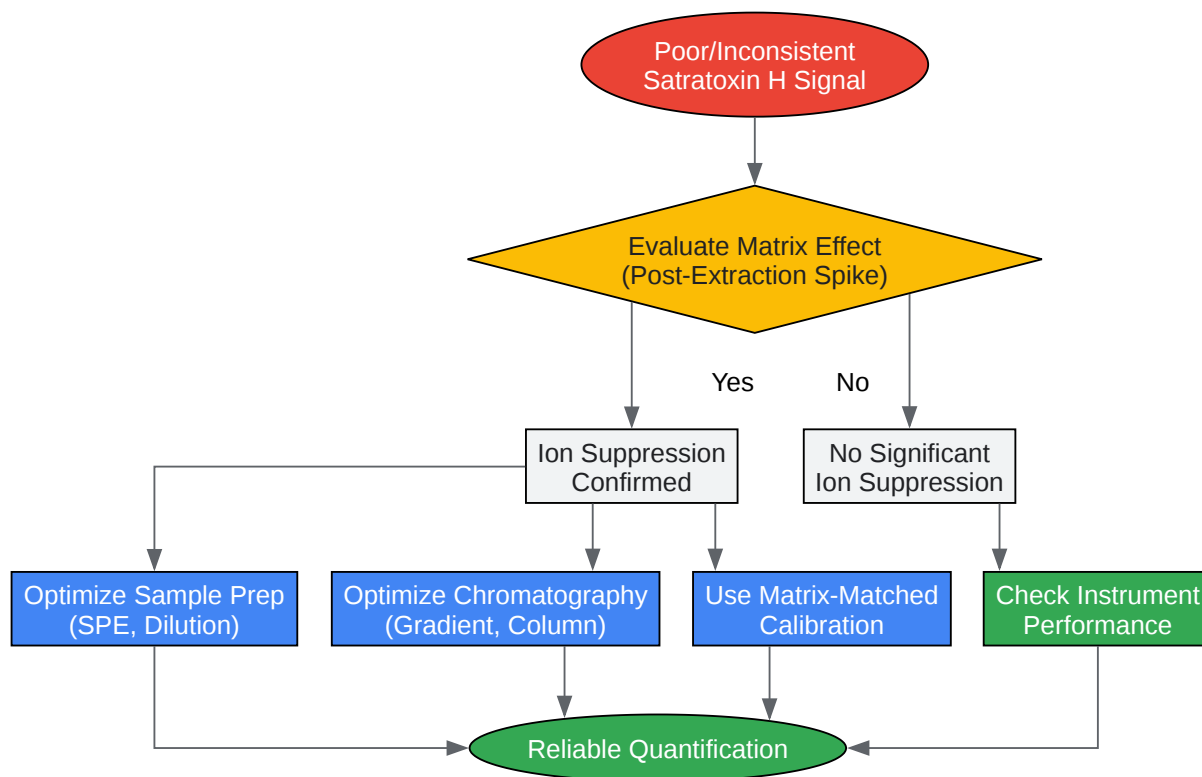 Poor/Inconsistent
Satratoxin H Signal
Evaluate Matrix Effect
(Post-Extraction Spike)
Yes
No
Ion Suppression
Confirmed
No Significant
Ion Suppression
Optimize Sample Prep
(SPE, Dilution)
Optimize Chromatography
(Gradient, Column)
Use Matrix-Matched
Calibration
Check Instrument
Performance
Reliable Quantification